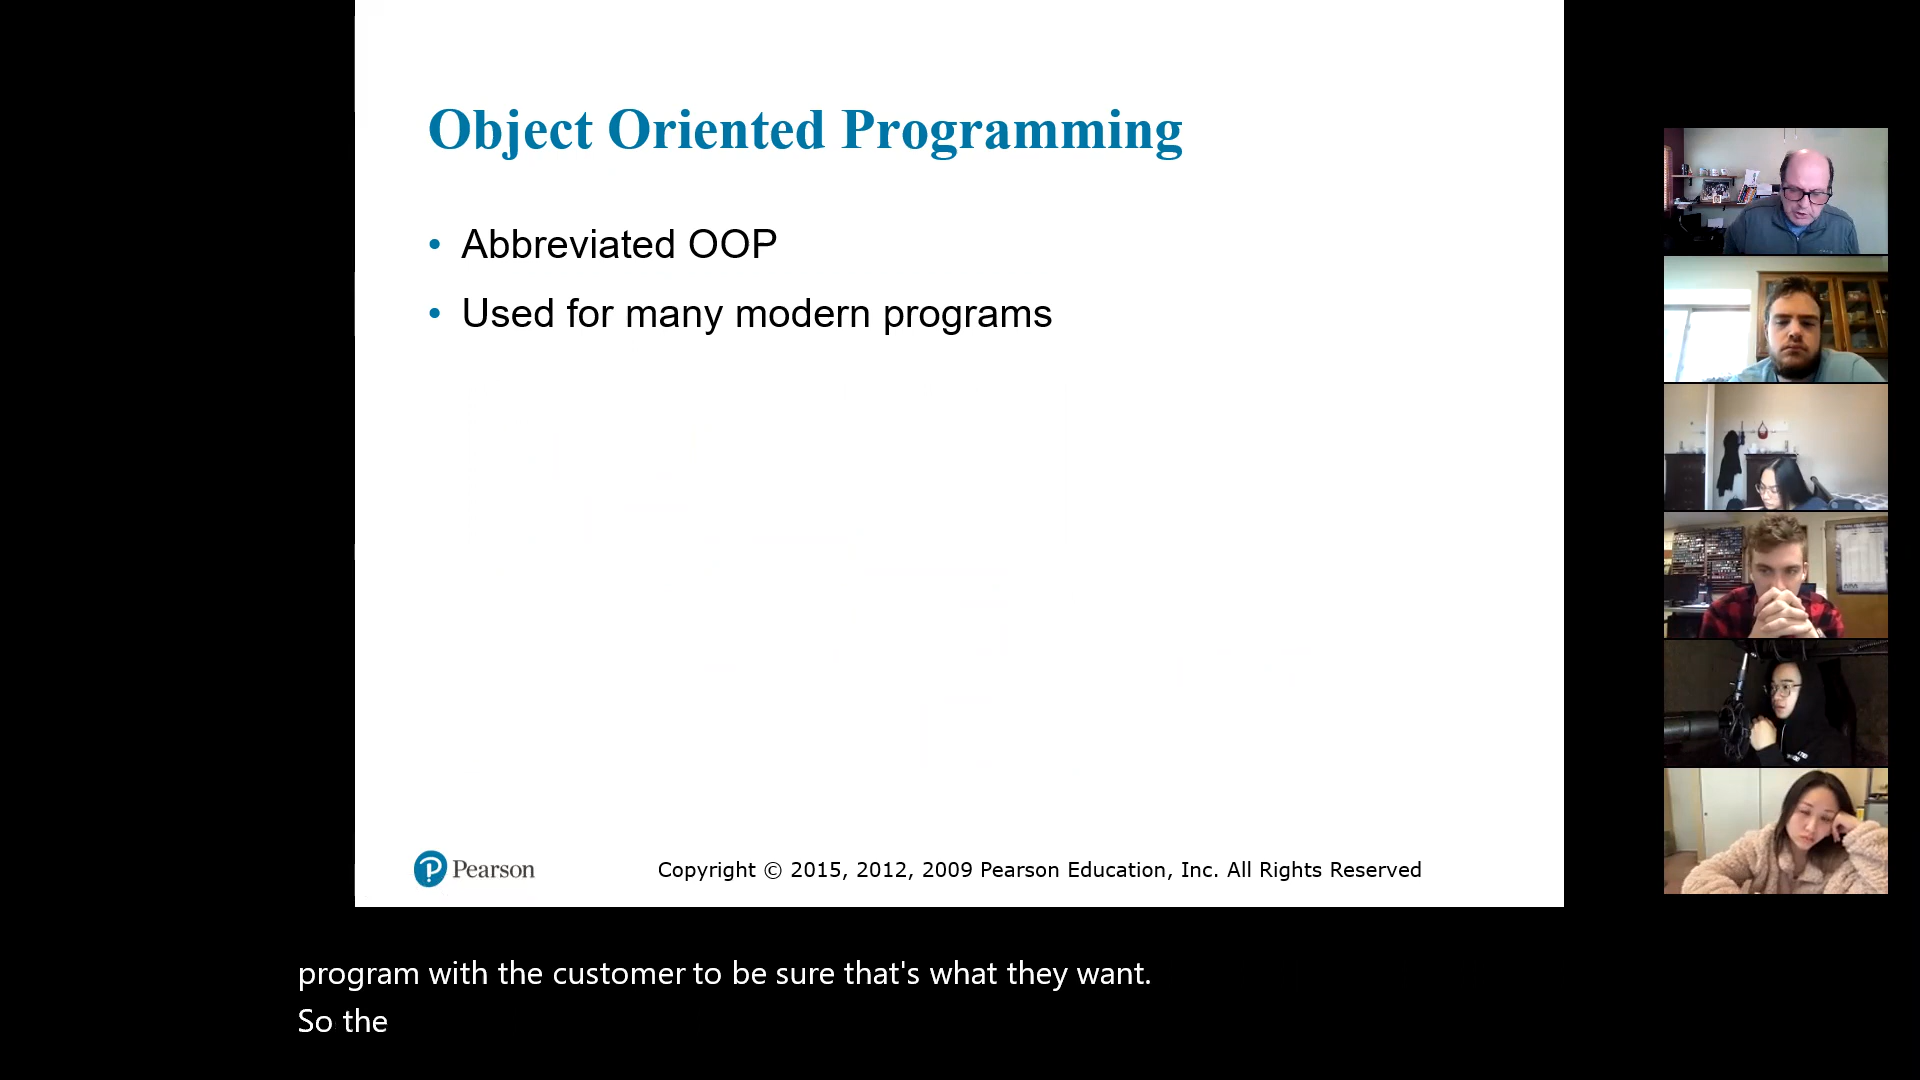 Object Oriented Programming
• Abbreviated OOP
• Used for many modern programs
Pearson
Copyright © 2015, 2012, 2009 Pearson Education, Inc. All Rights Reserved
program with the customer to be sure that's what they want.
So the